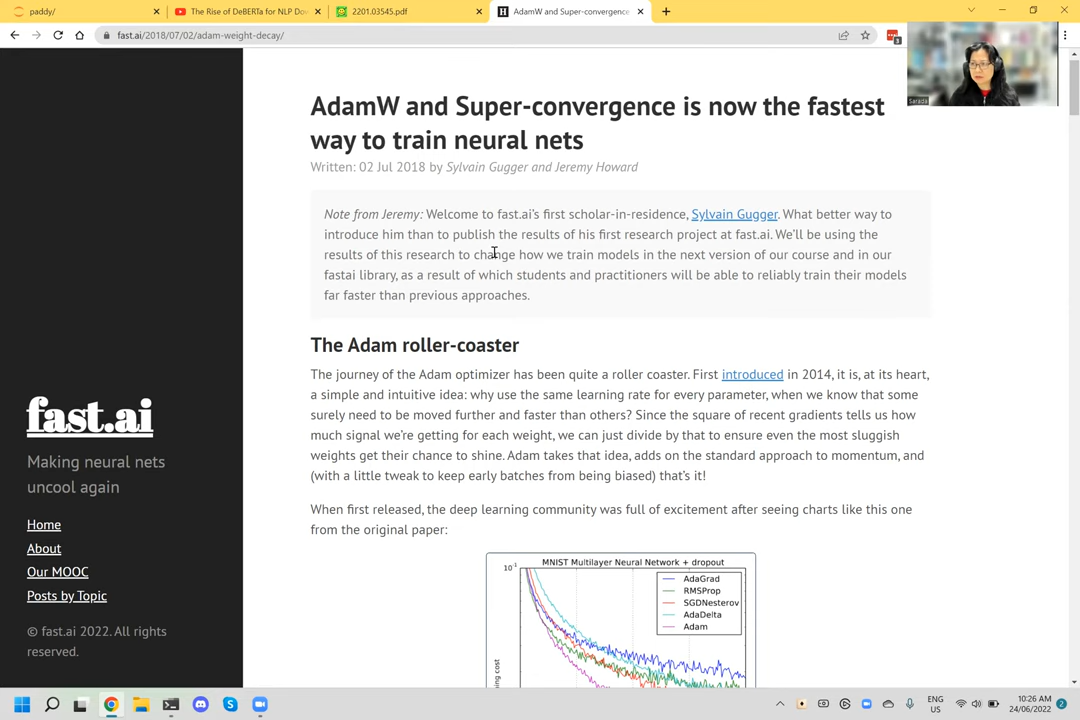 paddy/
The Rise of DeBERTa for NLP Do
2201.03545.pdf
AdamW and Super-convergence is
fast.ai/2018/07/02/adam-weight-decay/
Sarada
AdamW and Super-convergence is now the fastest
way to train neural nets
Written: 02 Jul 2018 by Sylvain Gugger and Jeremy Howard
Note from Jeremy: Welcome to fast.ai's first scholar-in-residence, Sylvain Gugger. What better way to
introduce him than to publish the results of his first research project at fast.ai. We'll be using the
results of this research to change how we train models in the next version of our course and in our
fastai library, as a result of which students and practitioners will be able to reliably train their models
far faster than previous approaches.
The Adam roller-coaster
The journey of the Adam optimizer has been quite a roller coaster. First introduced in 2014, it is, at its heart,
a simple and intuitive idea: why use the same learning rate for every parameter, when we know that some
surely need to be moved further and faster than others? Since the square of recent gradients tells us how
much signal we're getting for each weight, we can just divide by that to ensure even the most sluggish
weights get their chance to shine. Adam takes that idea, adds on the standard approach to momentum, and
(with a little tweak to keep early batches from being biased) that's it!
When first released, the deep learning community was full of excitement after seeing charts like this one
from the original paper:
MNIST Multilayer Neural Network + dropout
10⁻¹
AdaGrad
RMSProp
SGDNesterov
AdaDelta
Adam
cost
fast.ai
Making neural nets
uncool again
Home
About
Our MOOC
Posts by Topic
© fast.ai 2022. All rights
reserved.
ENG
US
10:26 AM
24/06/2022
2